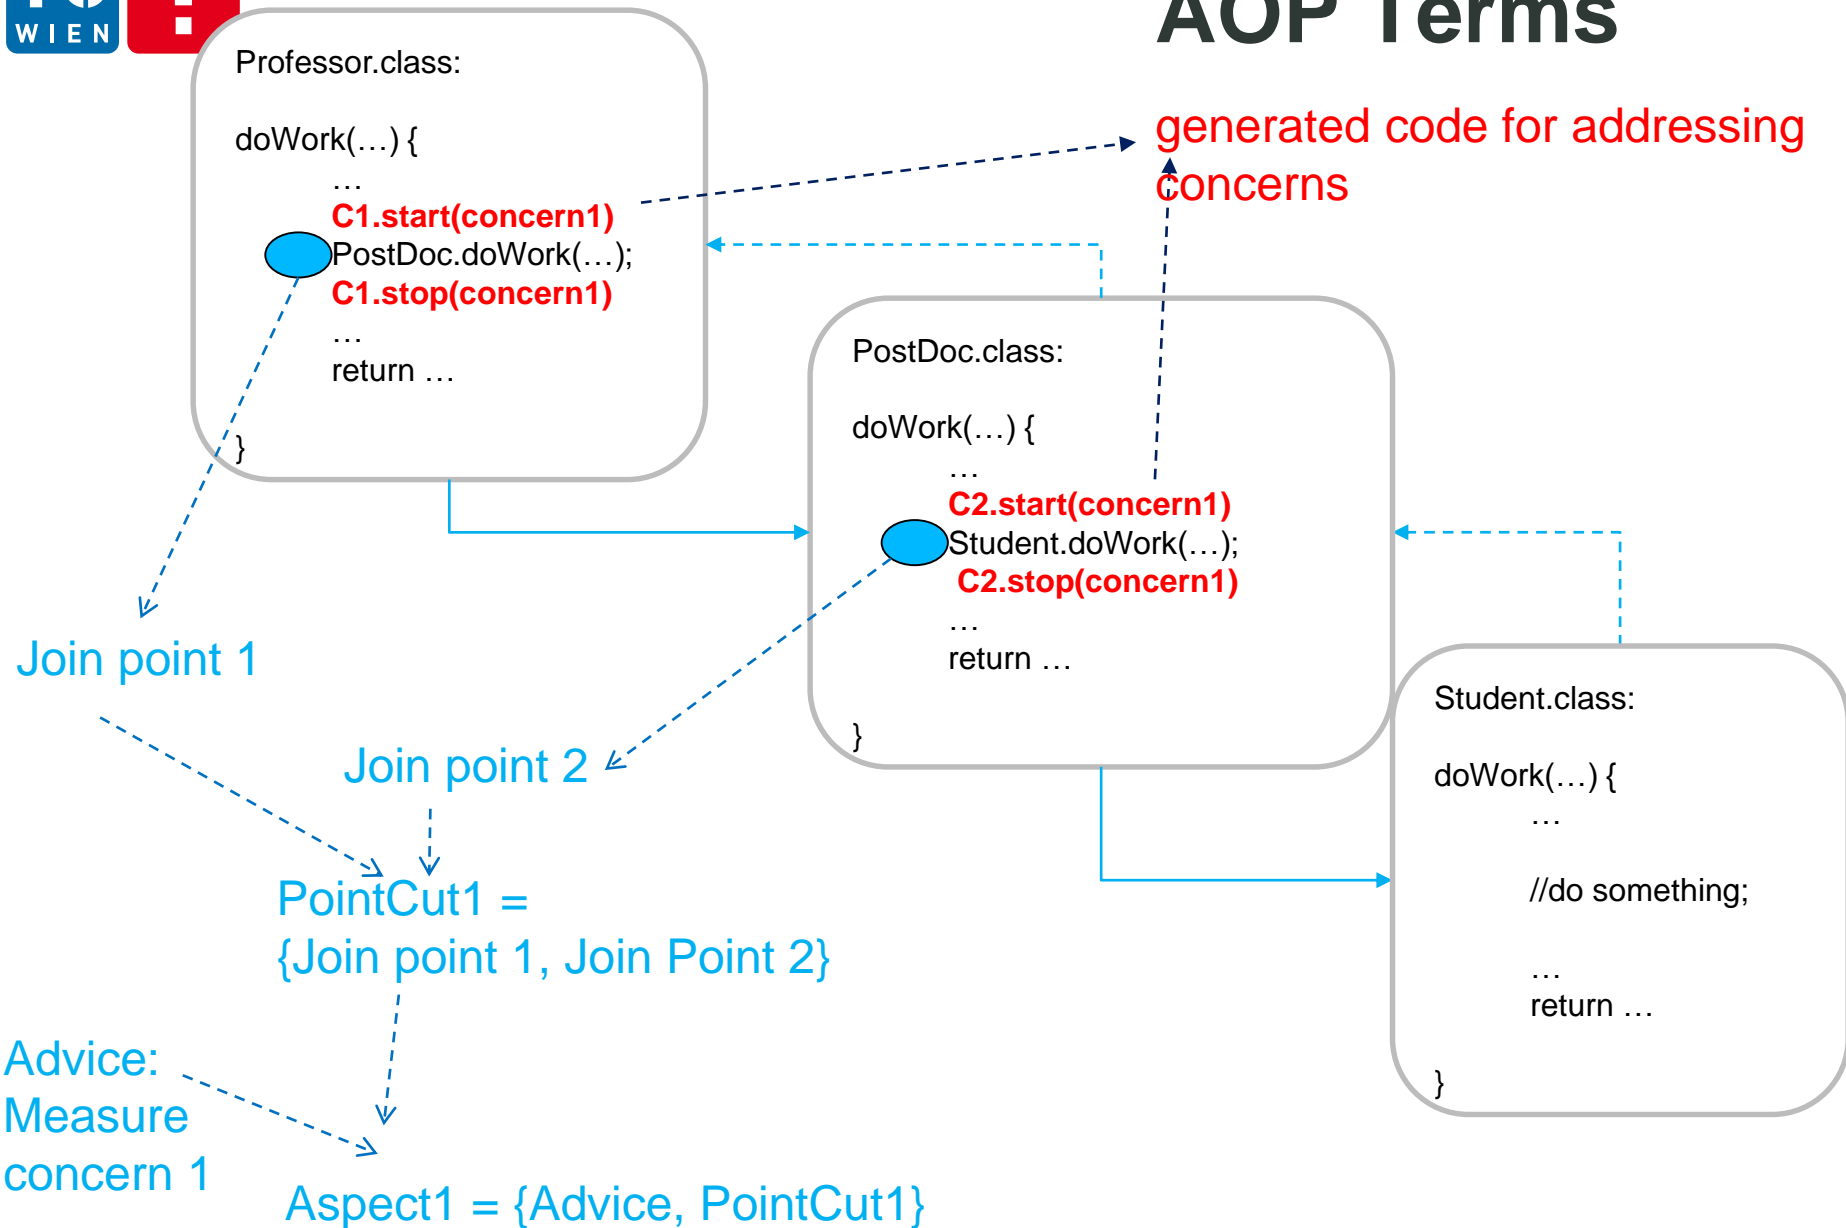 WIEN
AOP Terms
Professor.class:
doWork(…) {
…
C1.start(concern1)
PostDoc.doWork(…);
C1.stop(concern1)
…
return …
}
generated code for addressing
concerns
PostDoc.class:
doWork(…) {
…
C2.start(concern1)
Student.doWork(…);
C2.stop(concern1)
…
return …
}
Student.class:
doWork(…) {
…
//do something;
…
return …
}
Join point 1
Join point 2
PointCut1 =
{Join point 1, Join Point 2}
Advice:
Measure
concern 1
Aspect1 = {Advice, PointCut1}